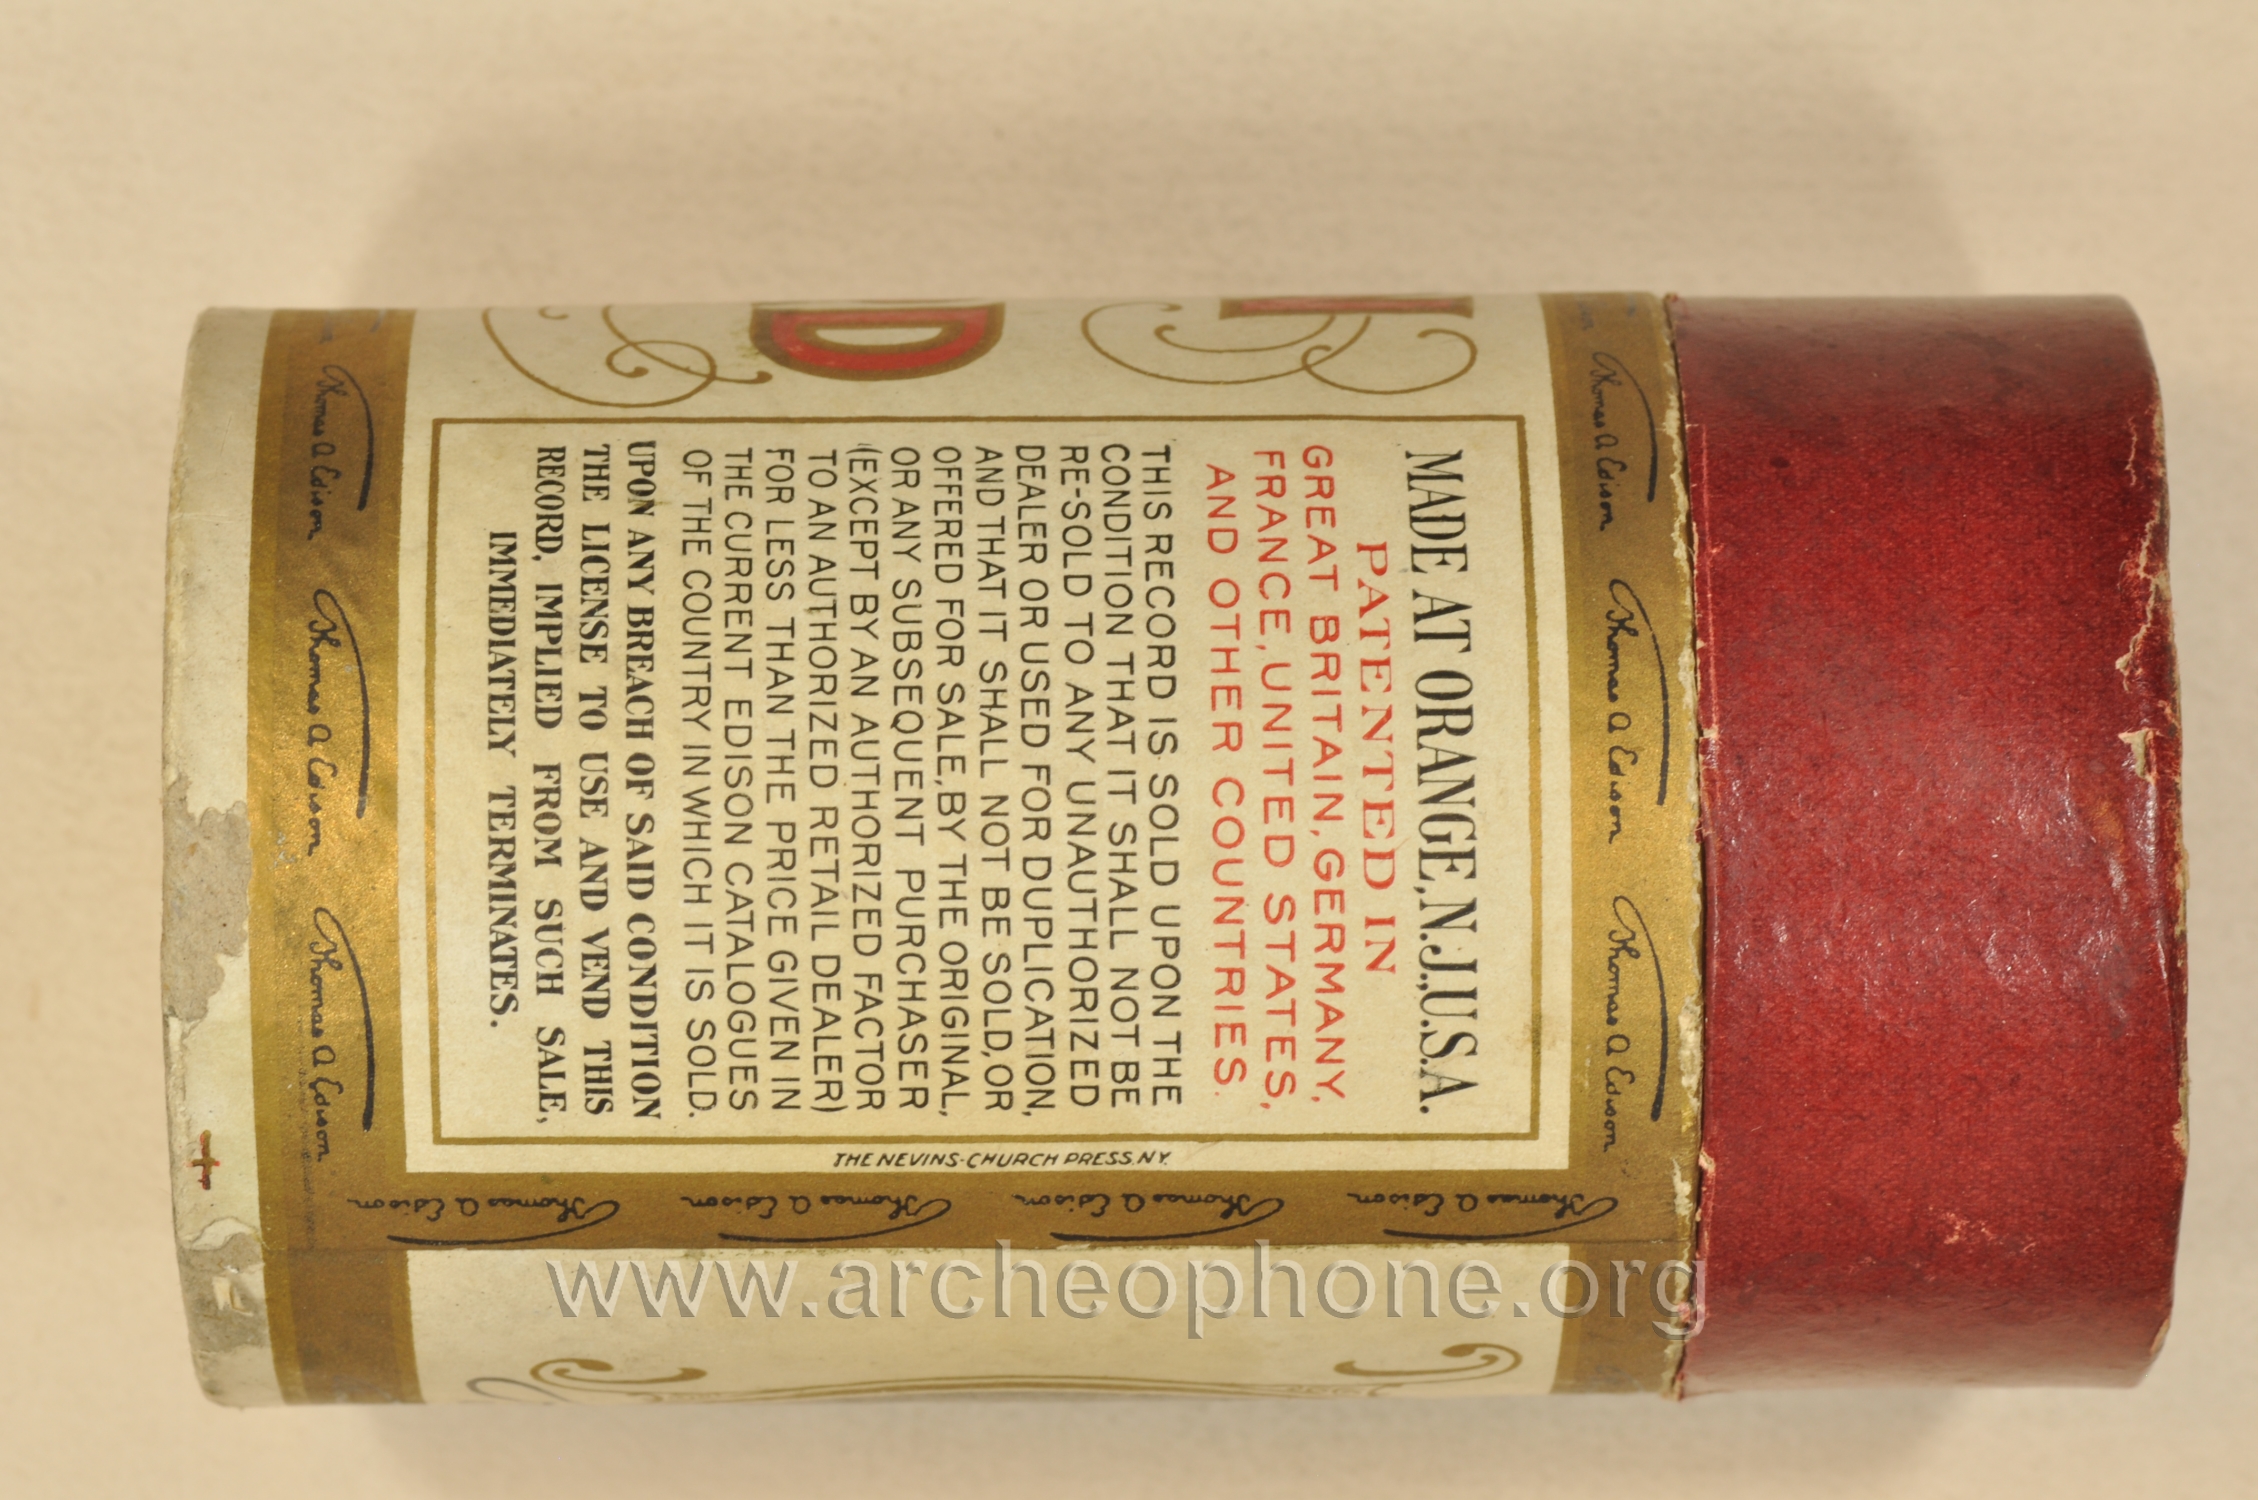 MADE AT ORANGE, N.J., U.S.A.
PATENTED IN
GREAT BRITAIN, GERMANY,
FRANCE, UNITED STATES,
AND OTHER COUNTRIES.
THIS RECORD IS SOLD UPON THE
CONDITION THAT IT SHALL NOT BE
RE-SOLD TO ANY UNAUTHORIZED
DEALER OR USED FOR DUPLICATION,
AND THAT IT SHALL NOT BE SOLD, OR
OFFERED FOR SALE, BY THE ORIGINAL,
OR ANY SUBSEQUENT PURCHASER
(EXCEPT BY AN AUTHORIZED FACTOR
TO AN AUTHORIZED RETAIL DEALER)
FOR LESS THAN THE PRICE GIVEN IN
THE CURRENT EDISON CATALOGUES
OF THE COUNTRY IN WHICH IT IS SOLD.
UPON ANY BREACH OF SAID CONDITION
THE LICENSE TO USE AND VEND THIS
RECORD, IMPLIED FROM SUCH SALE,
IMMEDIATELY TERMINATES.
THE NEVINS-CHURCH PRESS. N.Y.
Thomas A Edison
Thomas A Edison
Thomas A Edison
Thomas A Edison
Thomas A Edison
Thomas A Edison
Thomas A Edison
Thomas A Edison
Thomas A Edison
Thomas A Edison
D
www.archeophone.org